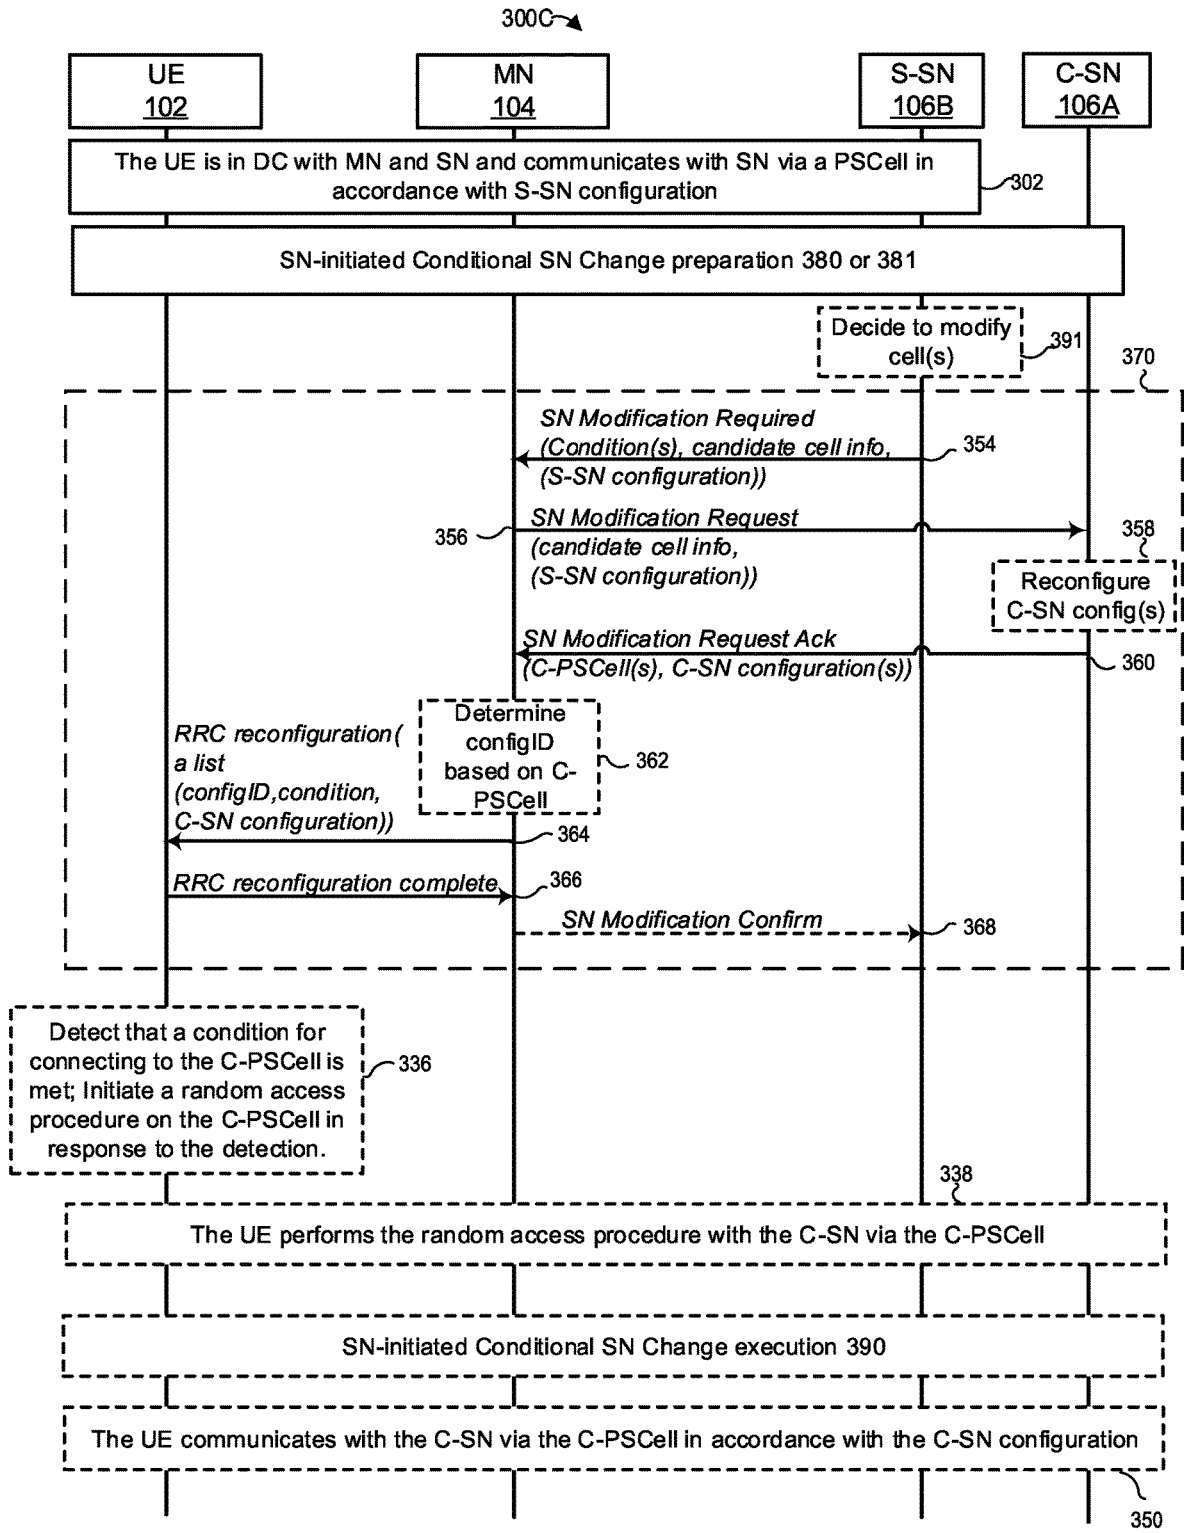 300C
UE
102
MN
104
S-SN
106B
C-SN
106A
The UE is in DC with MN and SN and communicates with SN via a PSCell in
accordance with S-SN configuration
302
SN-initiated Conditional SN Change preparation 380 or 381
Decide to modify
cell(s)
391
370
SN Modification Required
(Condition(s), candidate cell info,
(S-SN configuration))
354
356
SN Modification Request
(candidate cell info,
(S-SN configuration))
358
Reconfigure
C-SN config(s)
SN Modification Request Ack
(C-PSCell(s), C-SN configuration(s))
360
Determine
configID
based on C-
PSCell
362
RRC reconfiguration(
a list
(configID,condition,
C-SN configuration))
364
RRC reconfiguration complete
366
SN Modification Confirm
368
Detect that a condition for
connecting to the C-PSCell is
met; Initiate a random access
procedure on the C-PSCell in
response to the detection.
336
338
The UE performs the random access procedure with the C-SN via the C-PSCell
SN-initiated Conditional SN Change execution 390
The UE communicates with the C-SN via the C-PSCell in accordance with the C-SN configuration
350